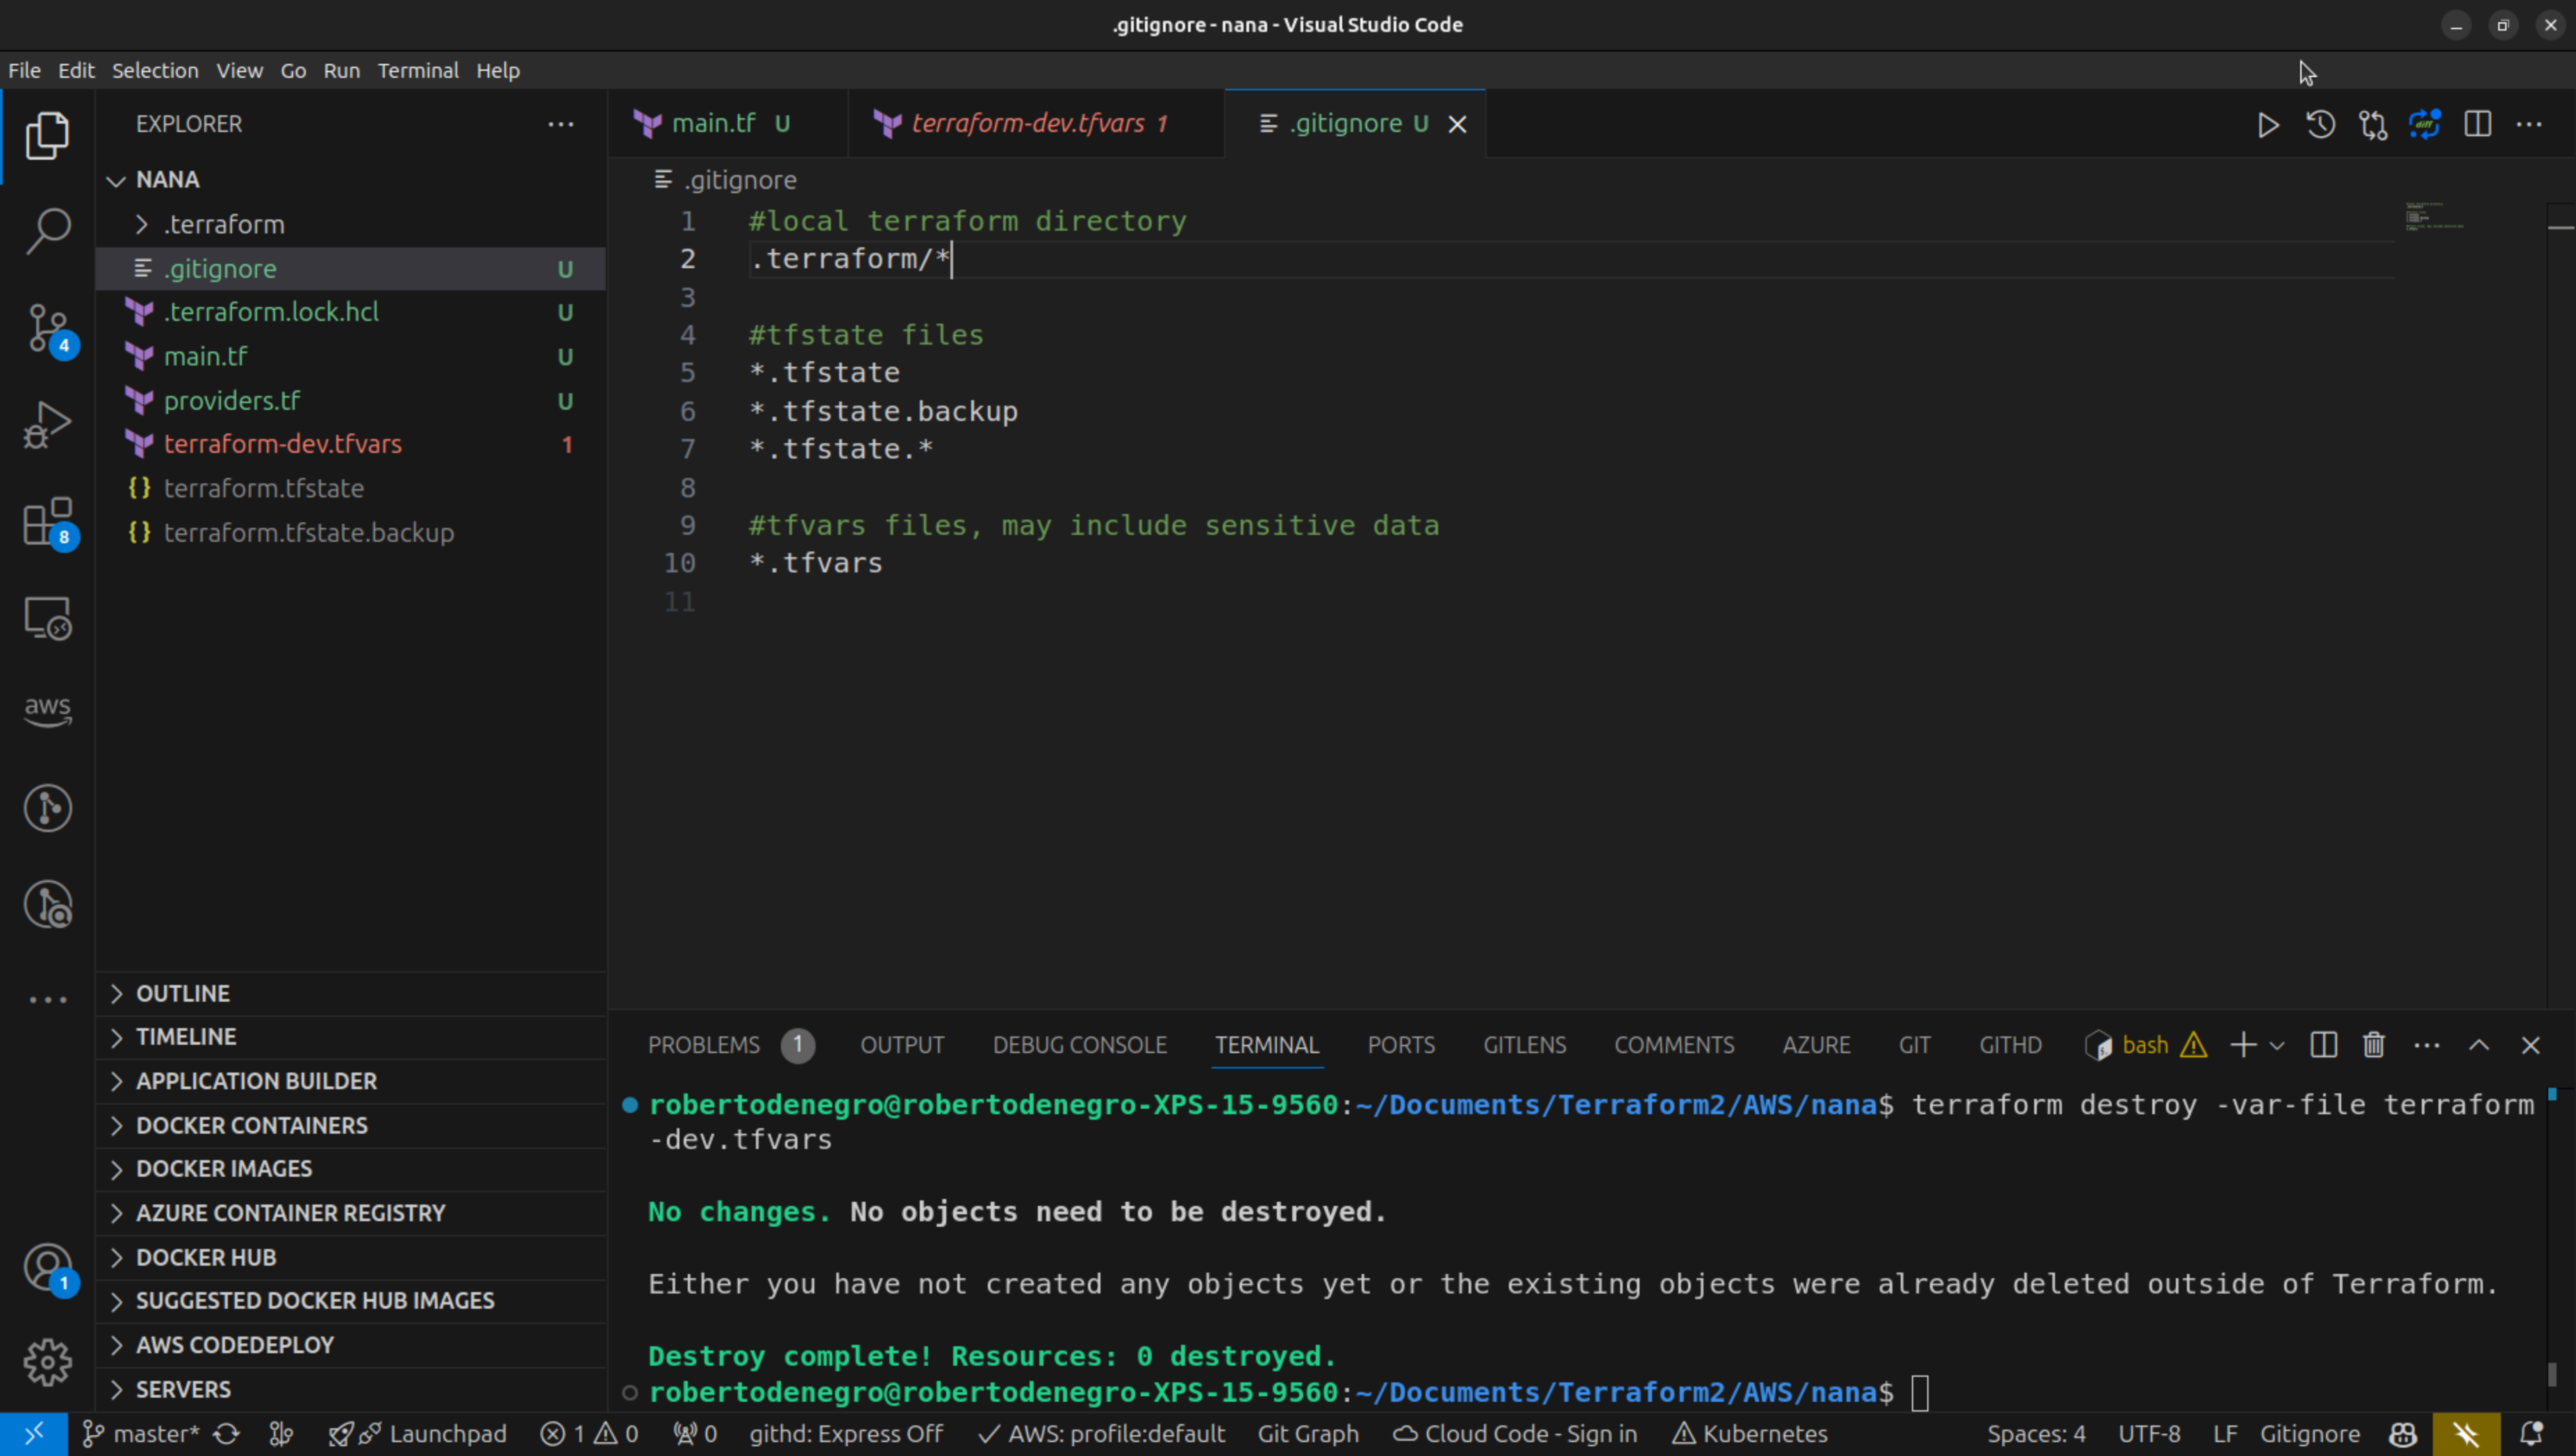 .gitignore - nana - Visual Studio Code
File Edit Selection View Go Run Terminal Help
EXPLORER
NANA
.terraform
.gitignore U
.terraform.lock.hcl U
main.tf U
providers.tf U
terraform-dev.tfvars 1
terraform.tfstate
terraform.tfstate.backup
OUTLINE
TIMELINE
APPLICATION BUILDER
DOCKER CONTAINERS
DOCKER IMAGES
AZURE CONTAINER REGISTRY
DOCKER HUB
SUGGESTED DOCKER HUB IMAGES
AWS CODEDEPLOY
SERVERS
4
8
aws
1
main.tf U
terraform-dev.tfvars 1
.gitignore U
.gitignore
1 #local terraform directory
2 .terraform/*
3
4 #tfstate files
5 *.tfstate
6 *.tfstate.backup
7 *.tfstate.*
8
9 #tfvars files, may include sensitive data
10 *.tfvars
11
PROBLEMS 1 OUTPUT DEBUG CONSOLE TERMINAL PORTS GITLENS COMMENTS AZURE GIT GITHD bash
robertodenegro@robertodenegro-XPS-15-9560:~/Documents/Terraform2/AWS/nana$ terraform destroy -var-file terraform
-dev.tfvars
No changes. No objects need to be destroyed.
Either you have not created any objects yet or the existing objects were already deleted outside of Terraform.
Destroy complete! Resources: 0 destroyed.
robertodenegro@robertodenegro-XPS-15-9560:~/Documents/Terraform2/AWS/nana$
master* Launchpad 1 0 0 githd: Express Off AWS: profile:default Git Graph Cloud Code - Sign in Kubernetes Spaces: 4 UTF-8 LF Gitignore